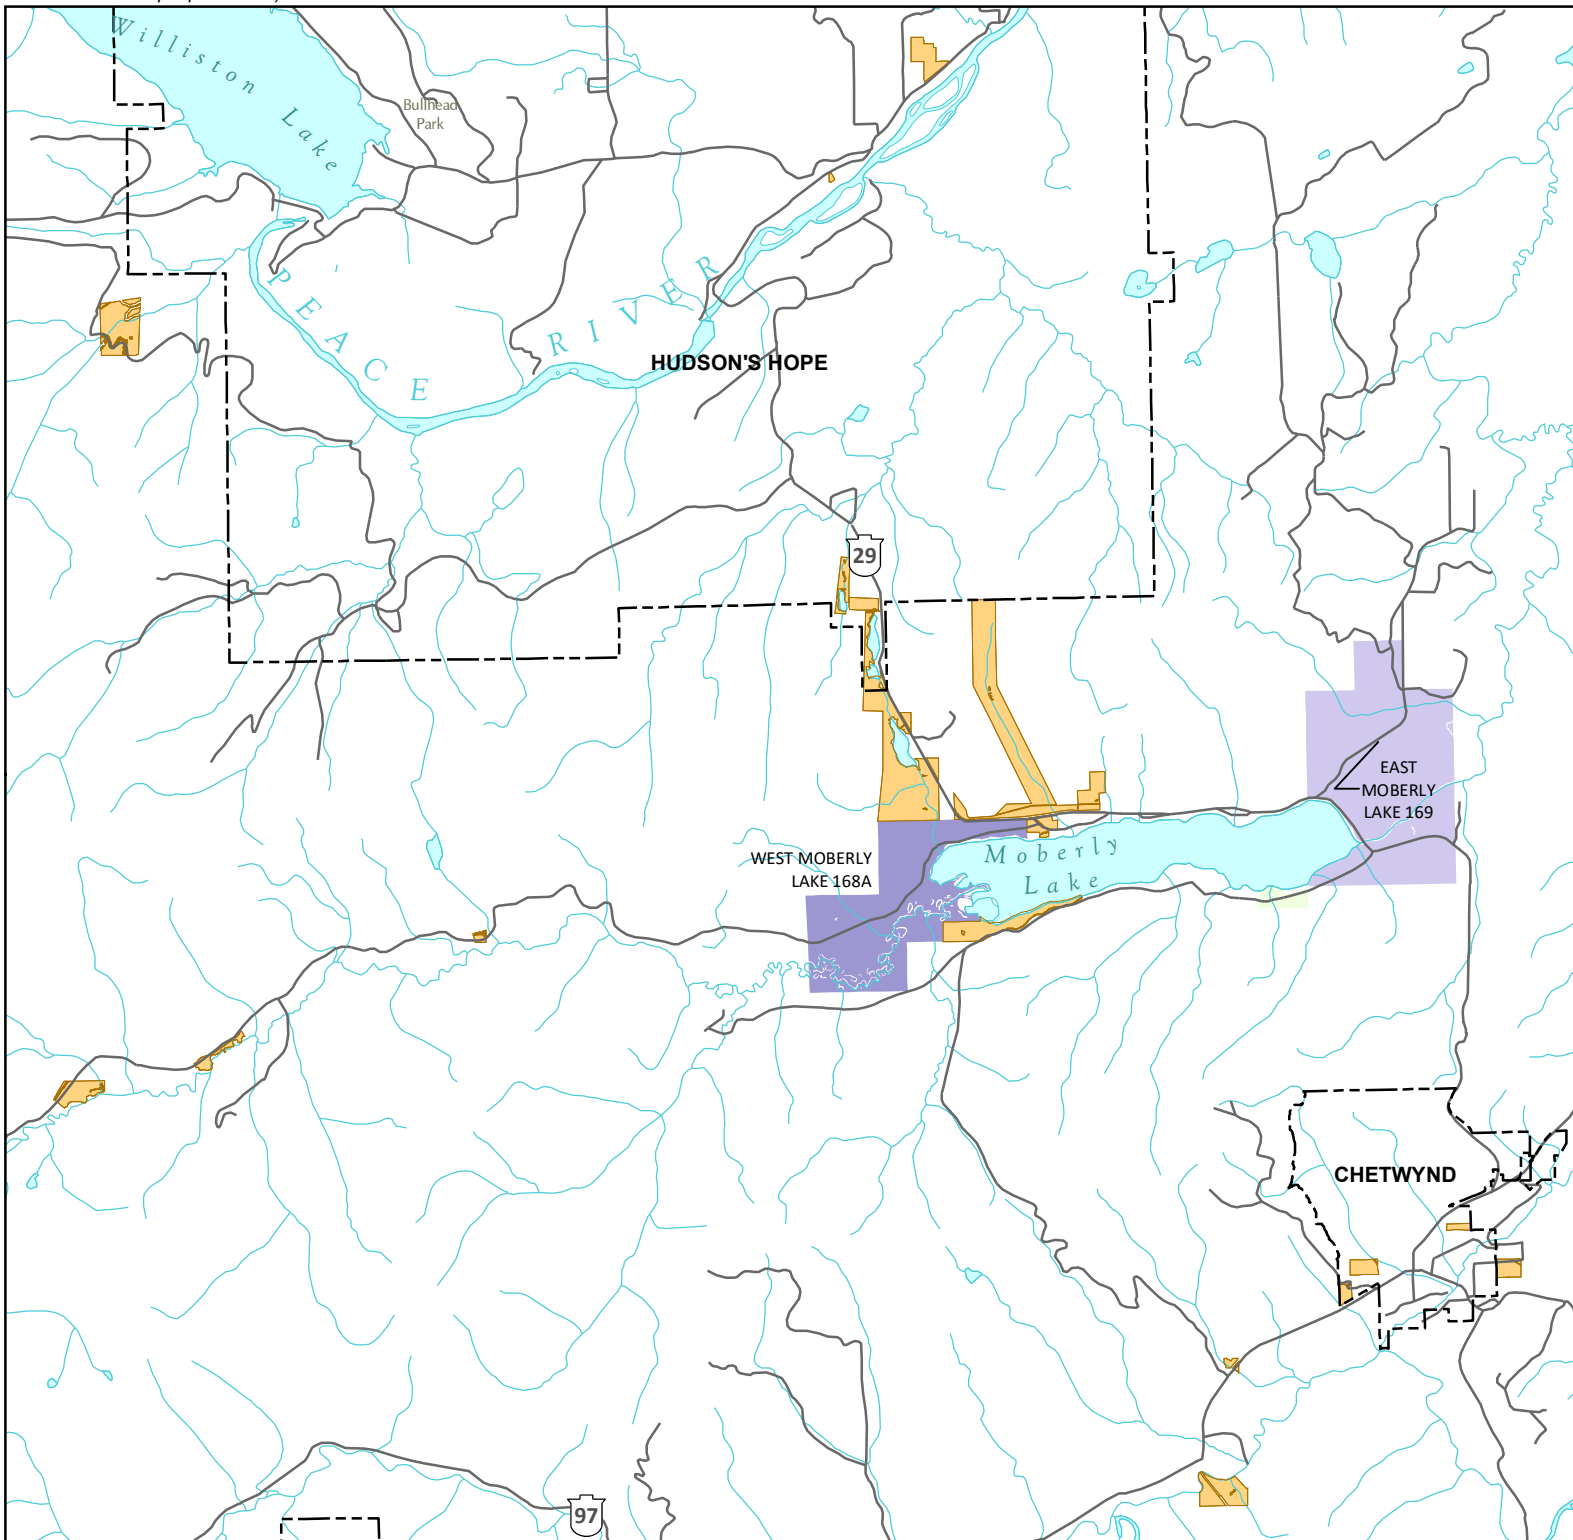 Williston Lake
Bullhead
Park
PEACE RIVER
HUDSON'S HOPE
29
EAST
MOBERLY
LAKE 169
WEST MOBERLY
LAKE 168A
Moberly
Lake
CHETWYND
97